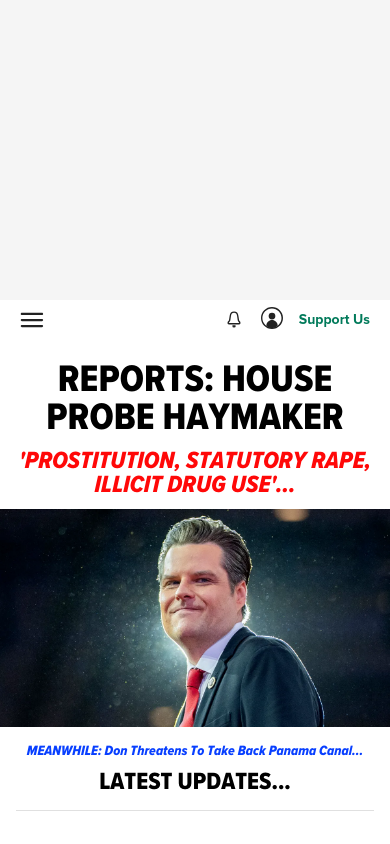 Support Us
REPORTS: HOUSE
PROBE HAYMAKER
'PROSTITUTION, STATUTORY RAPE,
ILLICIT DRUG USE'...
MEANWHILE: Don Threatens To Take Back Panama Canal...
LATEST UPDATES...